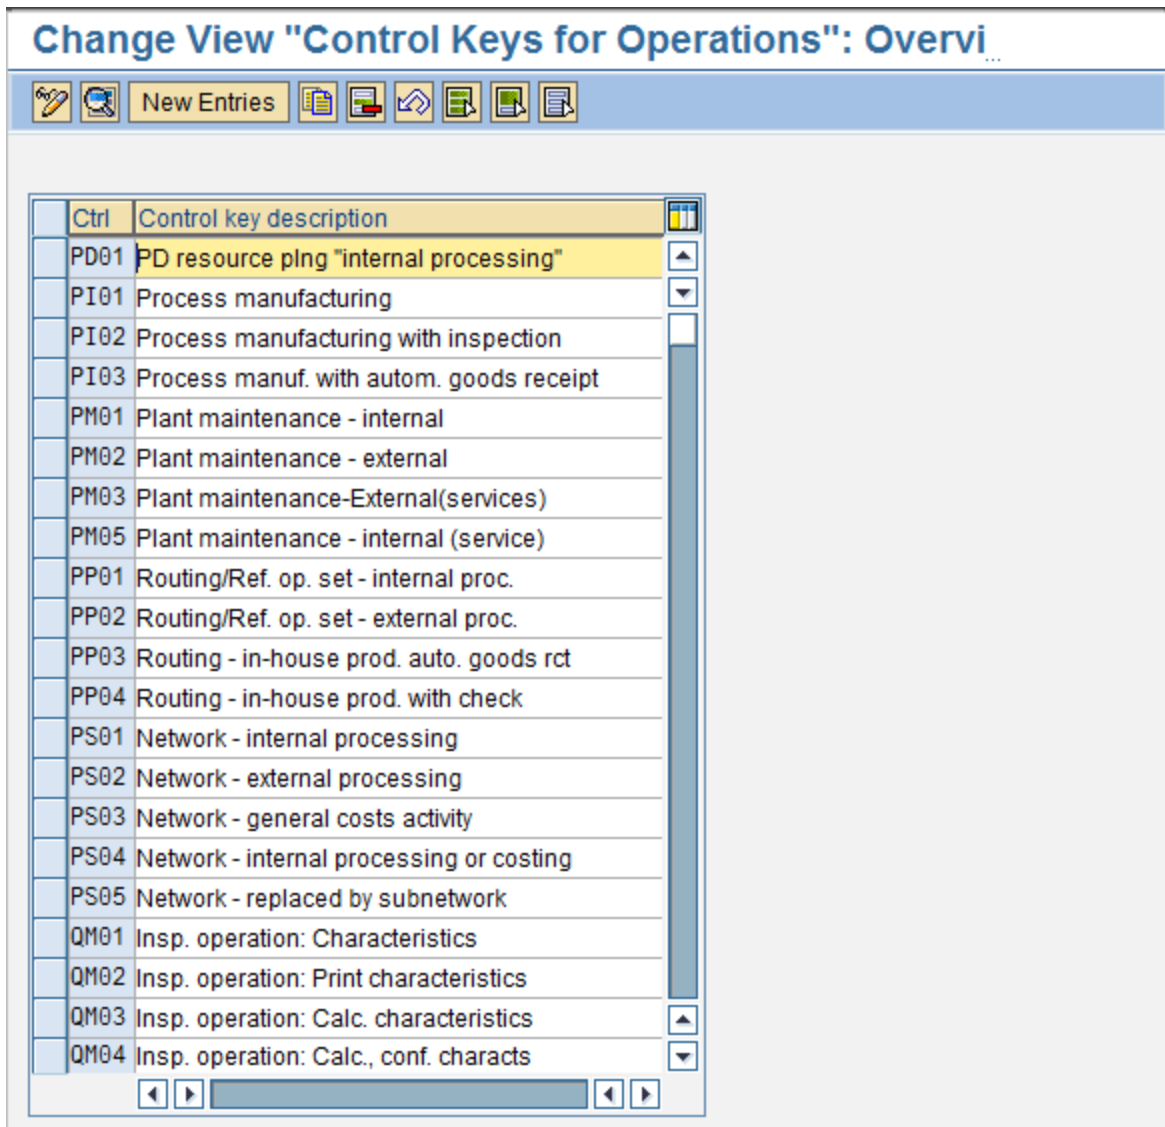 Change View "Control Keys for Operations": Overvi...
New Entries
Ctrl Control key description
PD01 PD resource plng "internal processing"
PI01 Process manufacturing
PI02 Process manufacturing with inspection
PI03 Process manuf. with autom. goods receipt
PM01 Plant maintenance - internal
PM02 Plant maintenance - external
PM03 Plant maintenance-External(services)
PM05 Plant maintenance - internal (service)
PP01 Routing/Ref. op. set - internal proc.
PP02 Routing/Ref. op. set - external proc.
PP03 Routing - in-house prod. auto. goods rct
PP04 Routing - in-house prod. with check
PS01 Network - internal processing
PS02 Network - external processing
PS03 Network - general costs activity
PS04 Network - internal processing or costing
PS05 Network - replaced by subnetwork
QM01 Insp. operation: Characteristics
QM02 Insp. operation: Print characteristics
QM03 Insp. operation: Calc. characteristics
QM04 Insp. operation: Calc., conf. characts